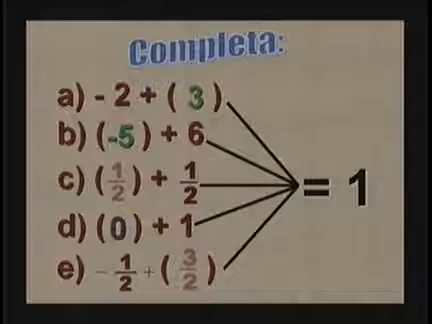 Completa:
a) - 2 + ( 3 )
b) (-5) + 6
c) (1/2) + 1/2
d) (0) + 1
e) - 1/2 + (3/2)
= 1